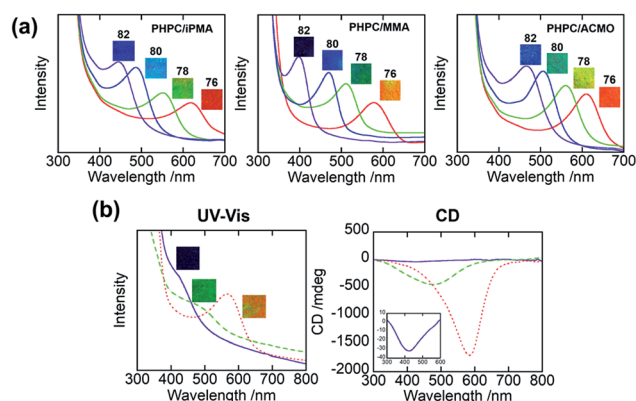 (a)
PHPC/iPMA
82
80
78
76
Intensity
300 400 500 600 700
Wavelength /nm
PHPC/MMA
82
80
78
76
Intensity
300 400 500 600 700
Wavelength /nm
PHPC/ACMO
82
80
78
76
Intensity
300 400 500 600 700
Wavelength /nm
(b)
UV-Vis
Intensity
300 400 500 600 700 800
Wavelength /nm
CD
CD /mdeg
500
0
-500
-1000
-1500
-2000
300 400 500 600 700 800
Wavelength /nm
10
0
-10
-20
-30
-40
300 400 500 600